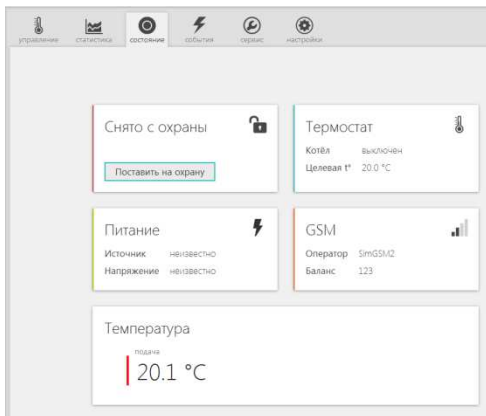 управление статистика состояние события сервис настройки
Снято с охраны
Поставить на охрану
Термостат
Котёл выключен
Целевая t° 20.0 °C
Питание
Источник неизвестно
Напряжение неизвестно
GSM
Оператор SimGSM2
Баланс 123
Температура
подача
20.1 °C